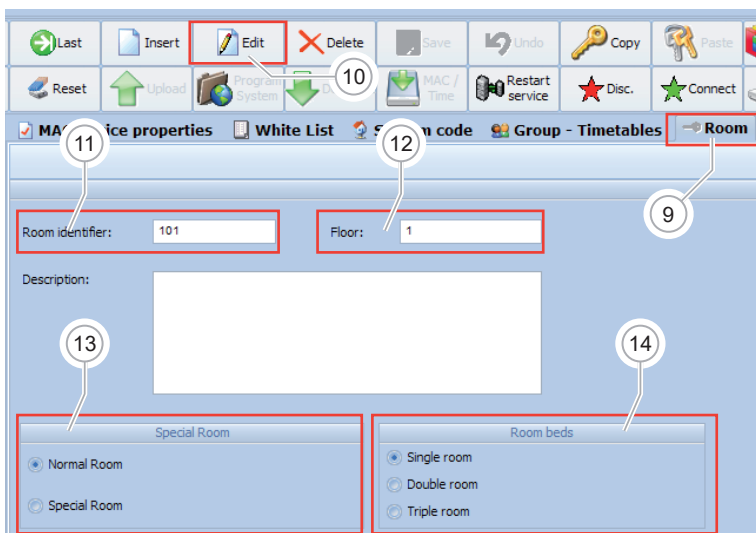 Last Insert Edit Delete Save Undo Copy Paste
10
Reset Upload Program System MAC / Time Restart service Disc. Connect
ice properties White List code Group - Timetables Room
11 12
9
Room identifier: 101 Floor: 1
Description:
13 14
Special Room Room beds
Normal Room Single room
Double room
Special Room Triple room